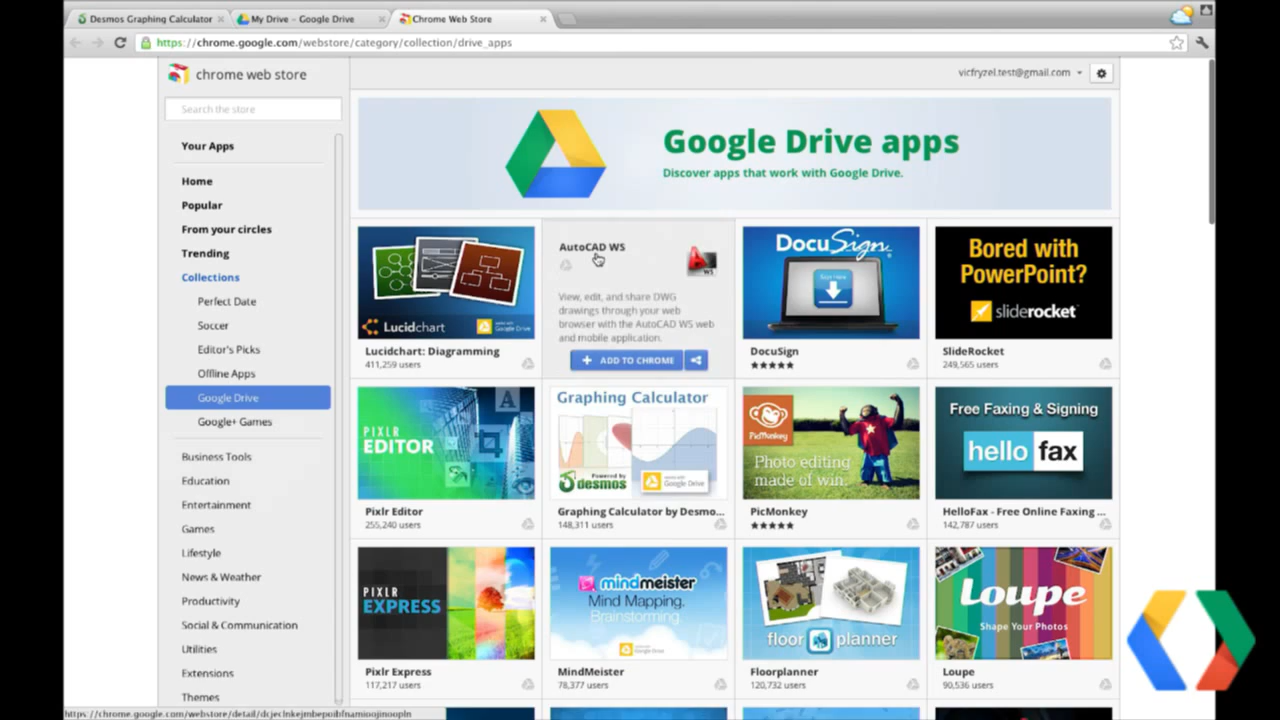 Desmos Graphing Calculator
My Drive - Google Drive
Chrome Web Store
https://chrome.google.com/webstore/category/collection/drive_apps
chrome web store
vicfryzel.test@gmail.com
Search the store
Your Apps
Home
Popular
From your circles
Trending
Collections
Perfect Date
Soccer
Editor's Picks
Offline Apps
Google Drive
Google+ Games
Business Tools
Education
Entertainment
Games
Lifestyle
News & Weather
Productivity
Social & Communication
Utilities
Extensions
Themes
Google Drive apps
Discover apps that work with Google Drive.
Lucidchart
Google Drive
Lucidchart: Diagramming
411,259 users
AutoCAD WS
WS
View, edit, and share DWG
drawings through your web
browser with the AutoCAD WS web
and mobile application.
ADD TO CHROME
DocuSign
DocuSign
Bored with
PowerPoint?
sliderocket
SlideRocket
249,565 users
PIXLR
EDITOR
A
Pixlr Editor
255,240 users
Graphing Calculator
Powered by
desmos
Google Drive
Graphing Calculator by Desmo...
148,311 users
PicMonkey
Photo editing
made of win.
PicMonkey
Free Faxing & Signing
hello fax
HelloFax - Free Online Faxing ...
142,787 users
PIXLR
EXPRESS
Pixlr Express
117,217 users
mindmeister
Mind Mapping.
Brainstorming.
Google Drive
MindMeister
78,377 users
floor planner
Floorplanner
120,732 users
Loupe
Shape Your Photos
Loupe
90,536 users